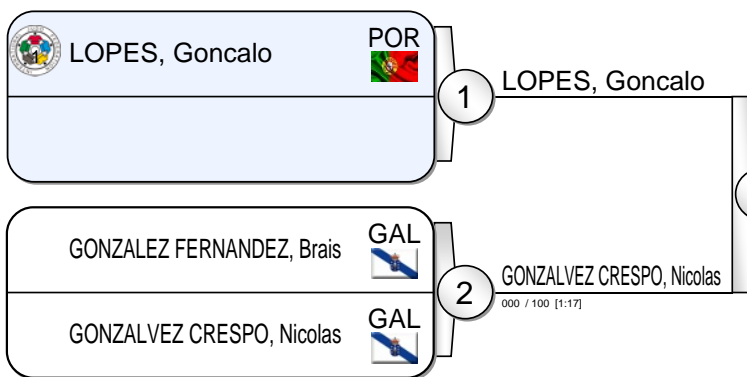 1
LOPES, Goncalo
POR
1
LOPES, Goncalo
GONZALEZ FERNANDEZ, Brais
GAL
GONZALVEZ CRESPO, Nicolas
GAL
2
GONZALVEZ CRESPO, Nicolas
000 / 100 [1:17]